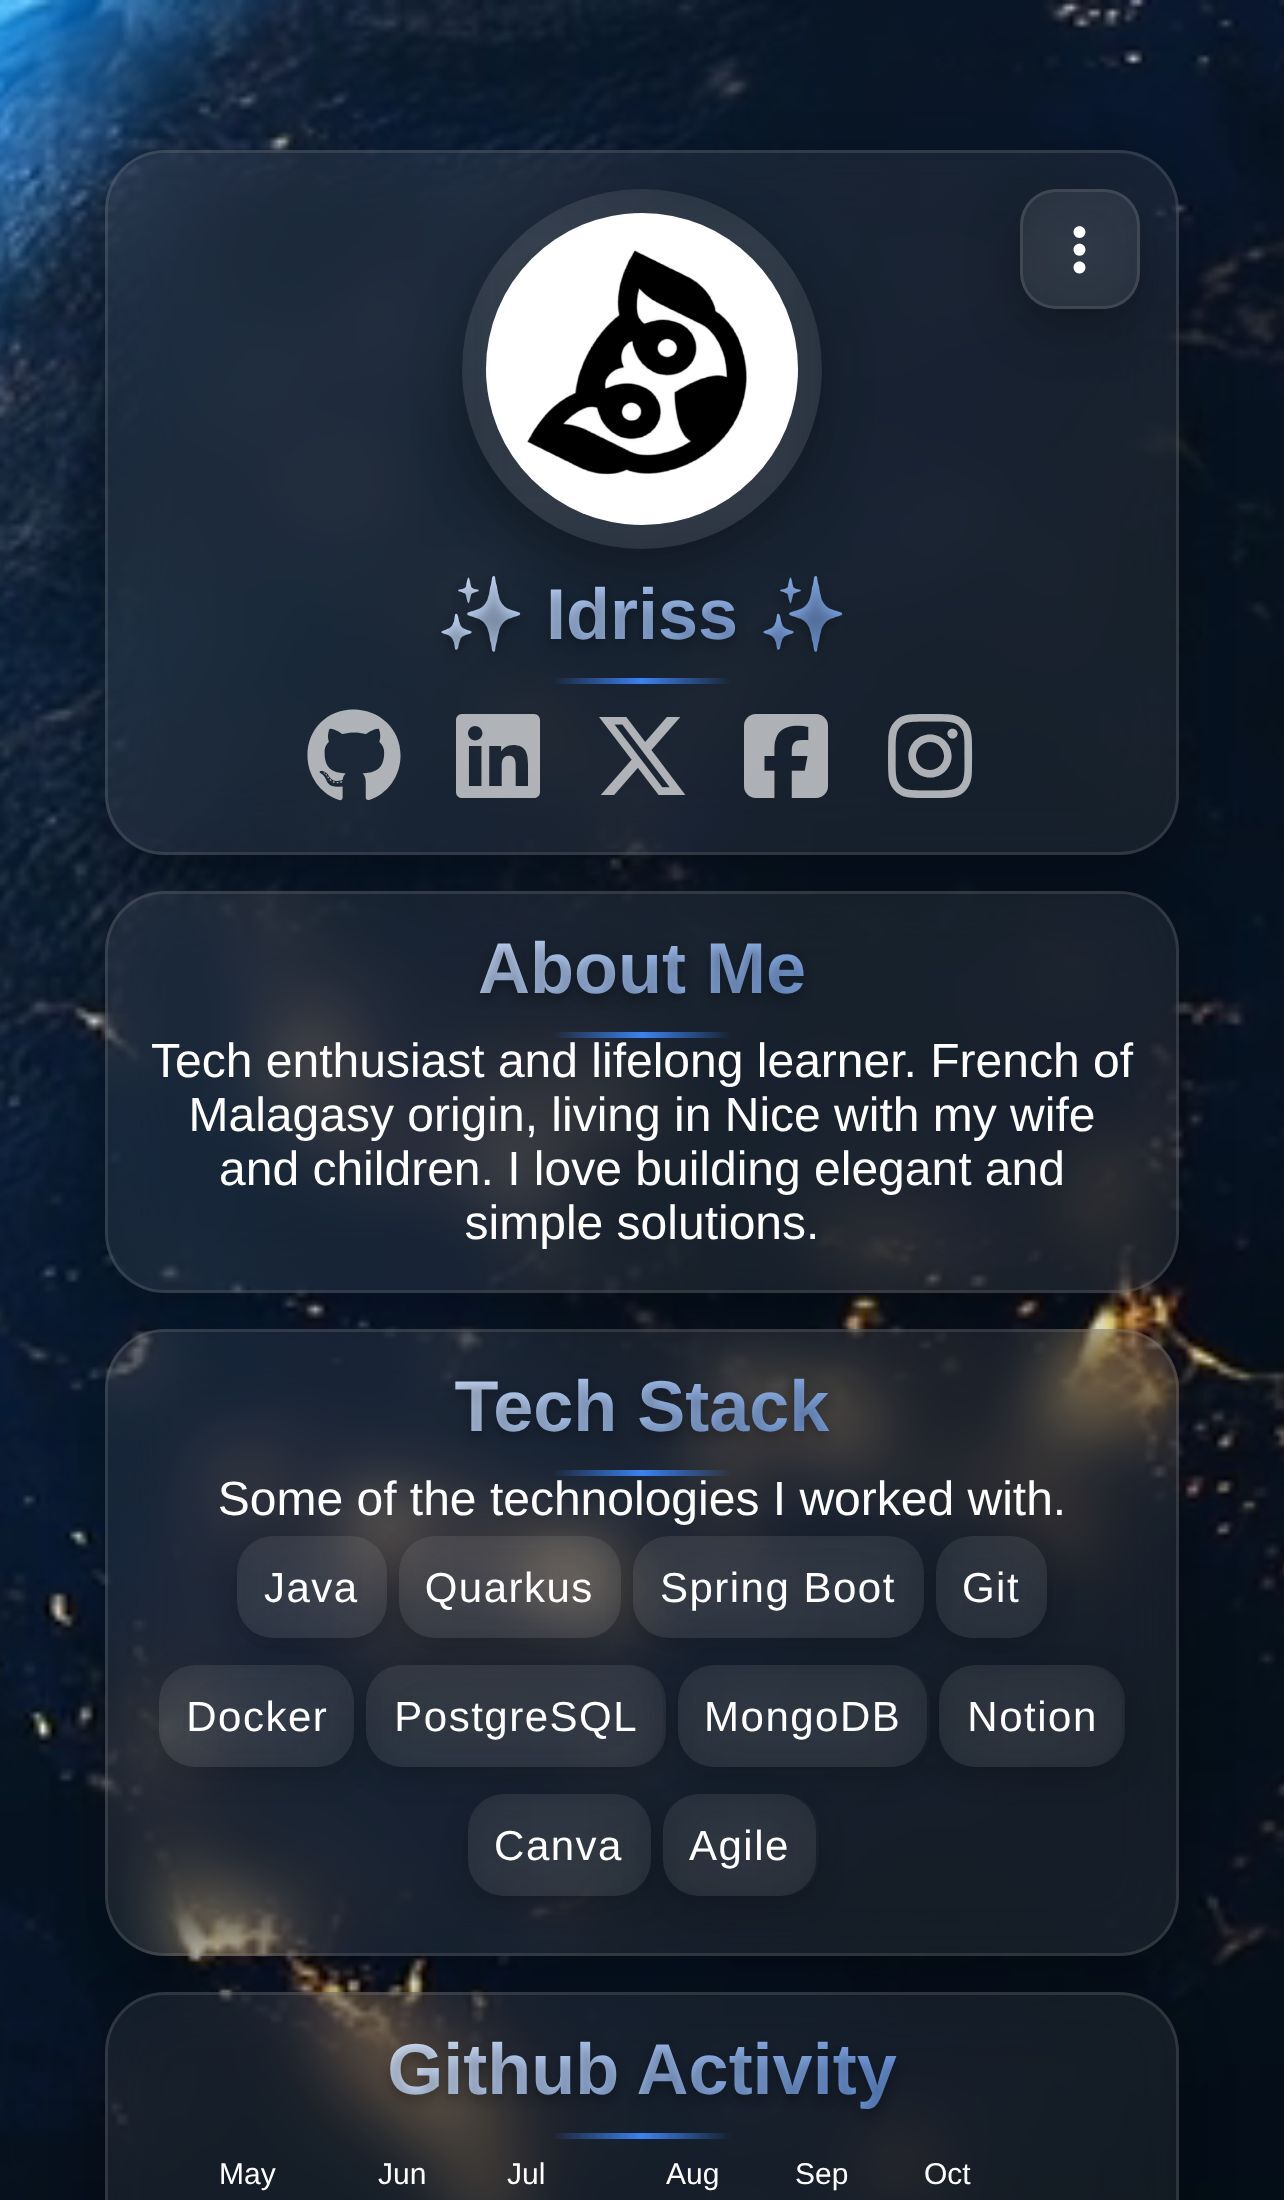 ✨ Idriss ✨
About Me
Tech enthusiast and lifelong learner. French of
Malagasy origin, living in Nice with my wife
and children. I love building elegant and
simple solutions.
Tech Stack
Some of the technologies I worked with.
Java Quarkus Spring Boot Git
Docker PostgreSQL MongoDB Notion
Canva Agile
Github Activity
May Jun Jul Aug Sep Oct